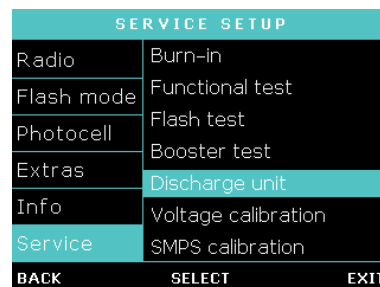 SERVICE SETUP
Radio
Flash mode
Photocell
Extras
Info
Service
Burn-in
Functional test
Flash test
Booster test
Discharge unit
Voltage calibration
SMPS calibration
BACK SELECT EXIT